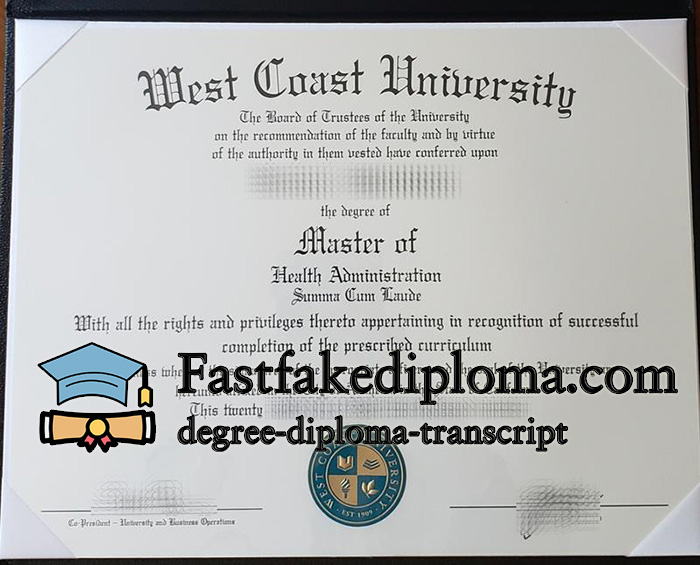 West Coast University
The Board of Trustees of the University
on the recommendation of the faculty and by virtue
of the authority in them vested have conferred upon
the degree of
Master of
Health Administration
Summa Cum Laude
With all the rights and privileges thereto appertaining in recognition of successful
completion of the prescribed curriculum
Fastfakediploma.com
This twenty
degree-diploma-transcript
WEST COAST UNIVERSITY
· EST 1909 ·
Co-President – University and Business Operations